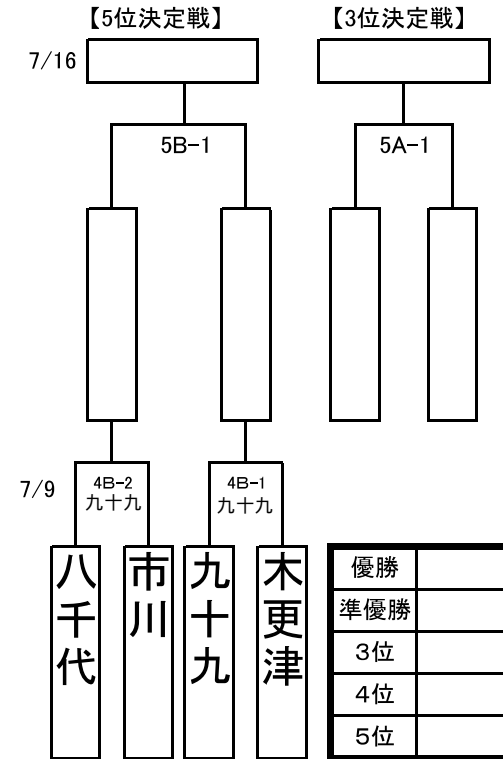 【5位決定戦】
【3位決定戦】
7/16
5B-1
5A-1
7/9
4B-2
九十九
4B-1
九十九
八千代
市川
九十九
木更津
優勝
準優勝
3位
4位
5位